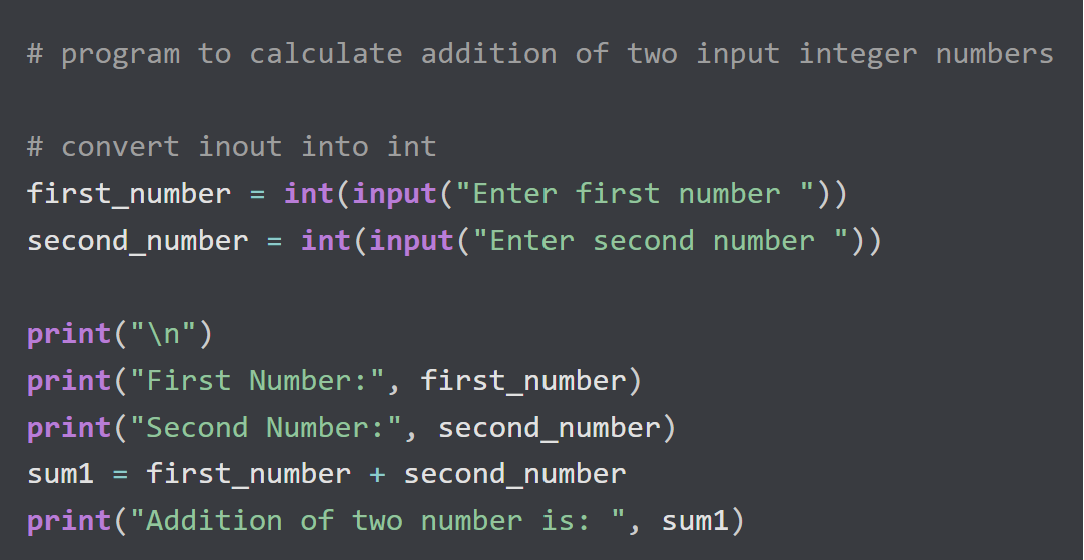 # program to calculate addition of two input integer numbers
# convert inout into int
first_number = int(input("Enter first number "))
second_number = int(input("Enter second number "))
print("\n")
print("First Number:", first_number)
print("Second Number:", second_number)
sum1 = first_number + second_number
print("Addition of two number is: ", sum1)